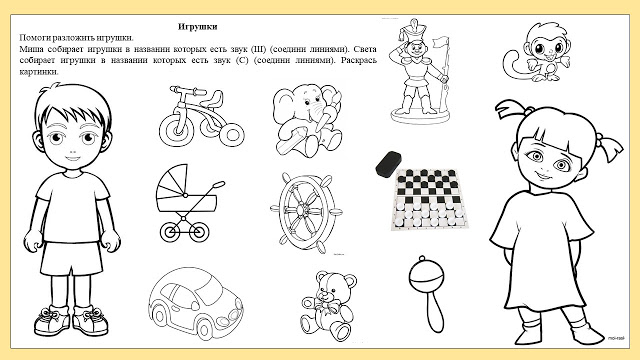 Игрушки
Помоги разложить игрушки.
Миша собирает игрушки в названии которых есть звук (Ш) (соедини линиями). Света
собирает игрушки в названии которых есть звук (С) (соедини линиями). Раскрась
картинки.